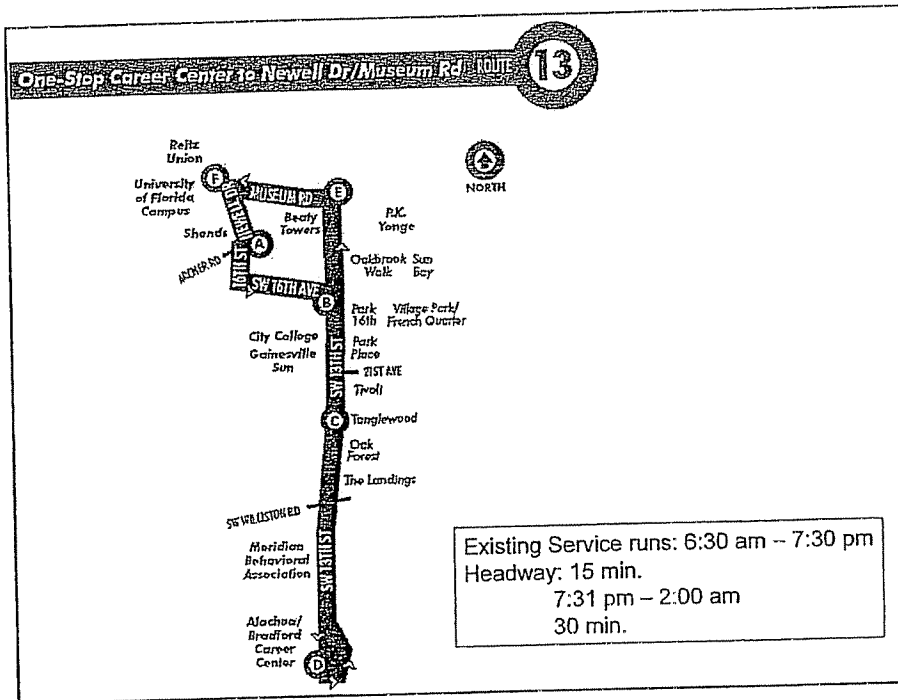 One-Stop Career Center to Newell Dr/Museum Rd ROUTE 13
Reitz
Union
F
MUSEUM RD
E
NORTH
University
of Florida
Campus
Beaty
Towers
P.K.
Yonge
Shands
A
ARCHER RD
Oakbrook Sun
Walk Bay
SW 16TH AVE
B
Park
16th
Village Park/
French Quarter
City College
Gainesville
Sun
Park
Place
SW 13TH ST
21ST AVE
Tivoli
C
Tanglewood
Oak
Forest
The Landings
SW WILLISTON RD
Meridian
Behavioral
Association
SW 13TH ST
Alachua/
Bradford
Career
Center
D
Existing Service runs: 6:30 am – 7:30 pm
Headway: 15 min.
7:31 pm – 2:00 am
30 min.